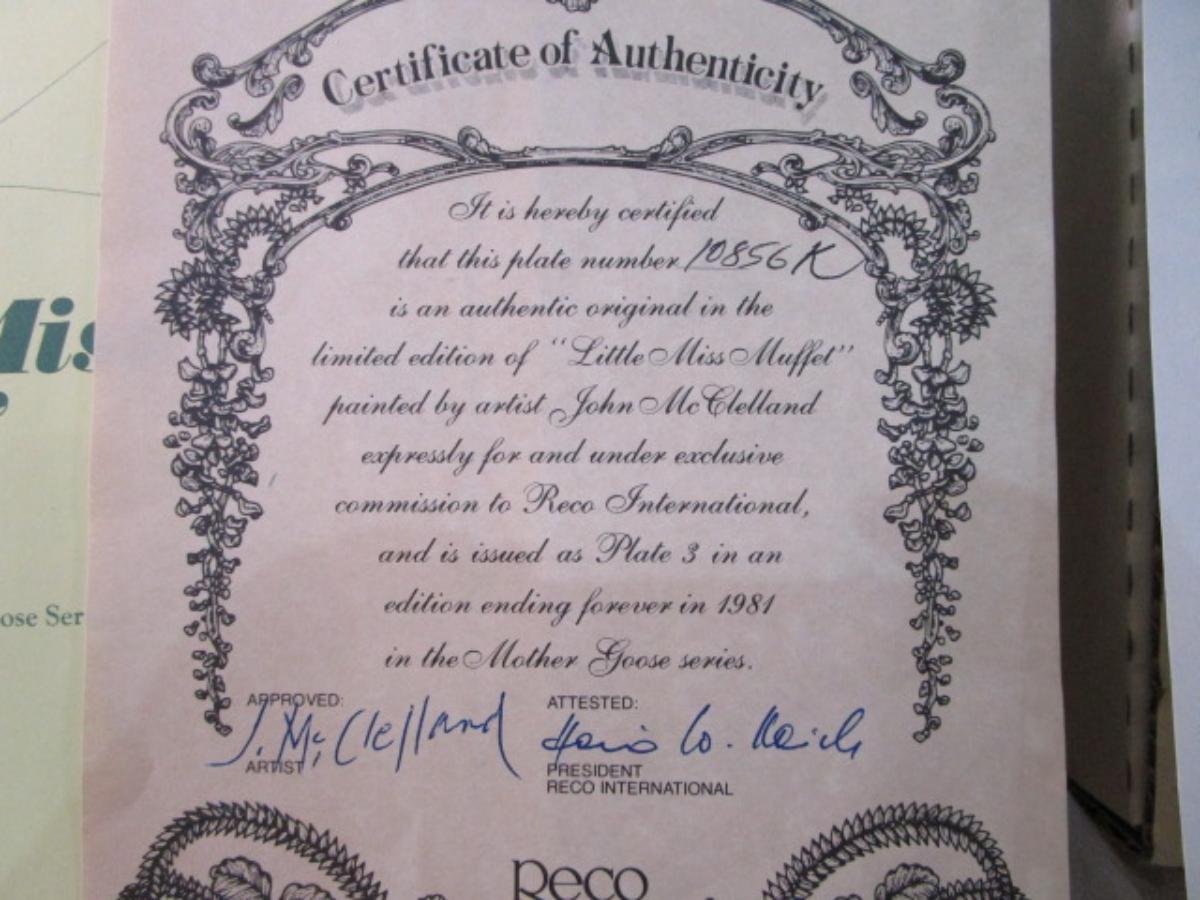 Certificate of Authenticity
It is hereby certified
that this plate number 10856K
is an authentic original in the
limited edition of “Little Miss Muffet”
painted by artist John McClelland
expressly for and under exclusive
commission to Reco International,
and is issued as Plate 3 in an
edition ending forever in 1981
in the Mother Goose series.
APPROVED:
J. McClelland
ARTIST
ATTESTED:
PRESIDENT
RECO INTERNATIONAL
Reco
Mis
ose Ser